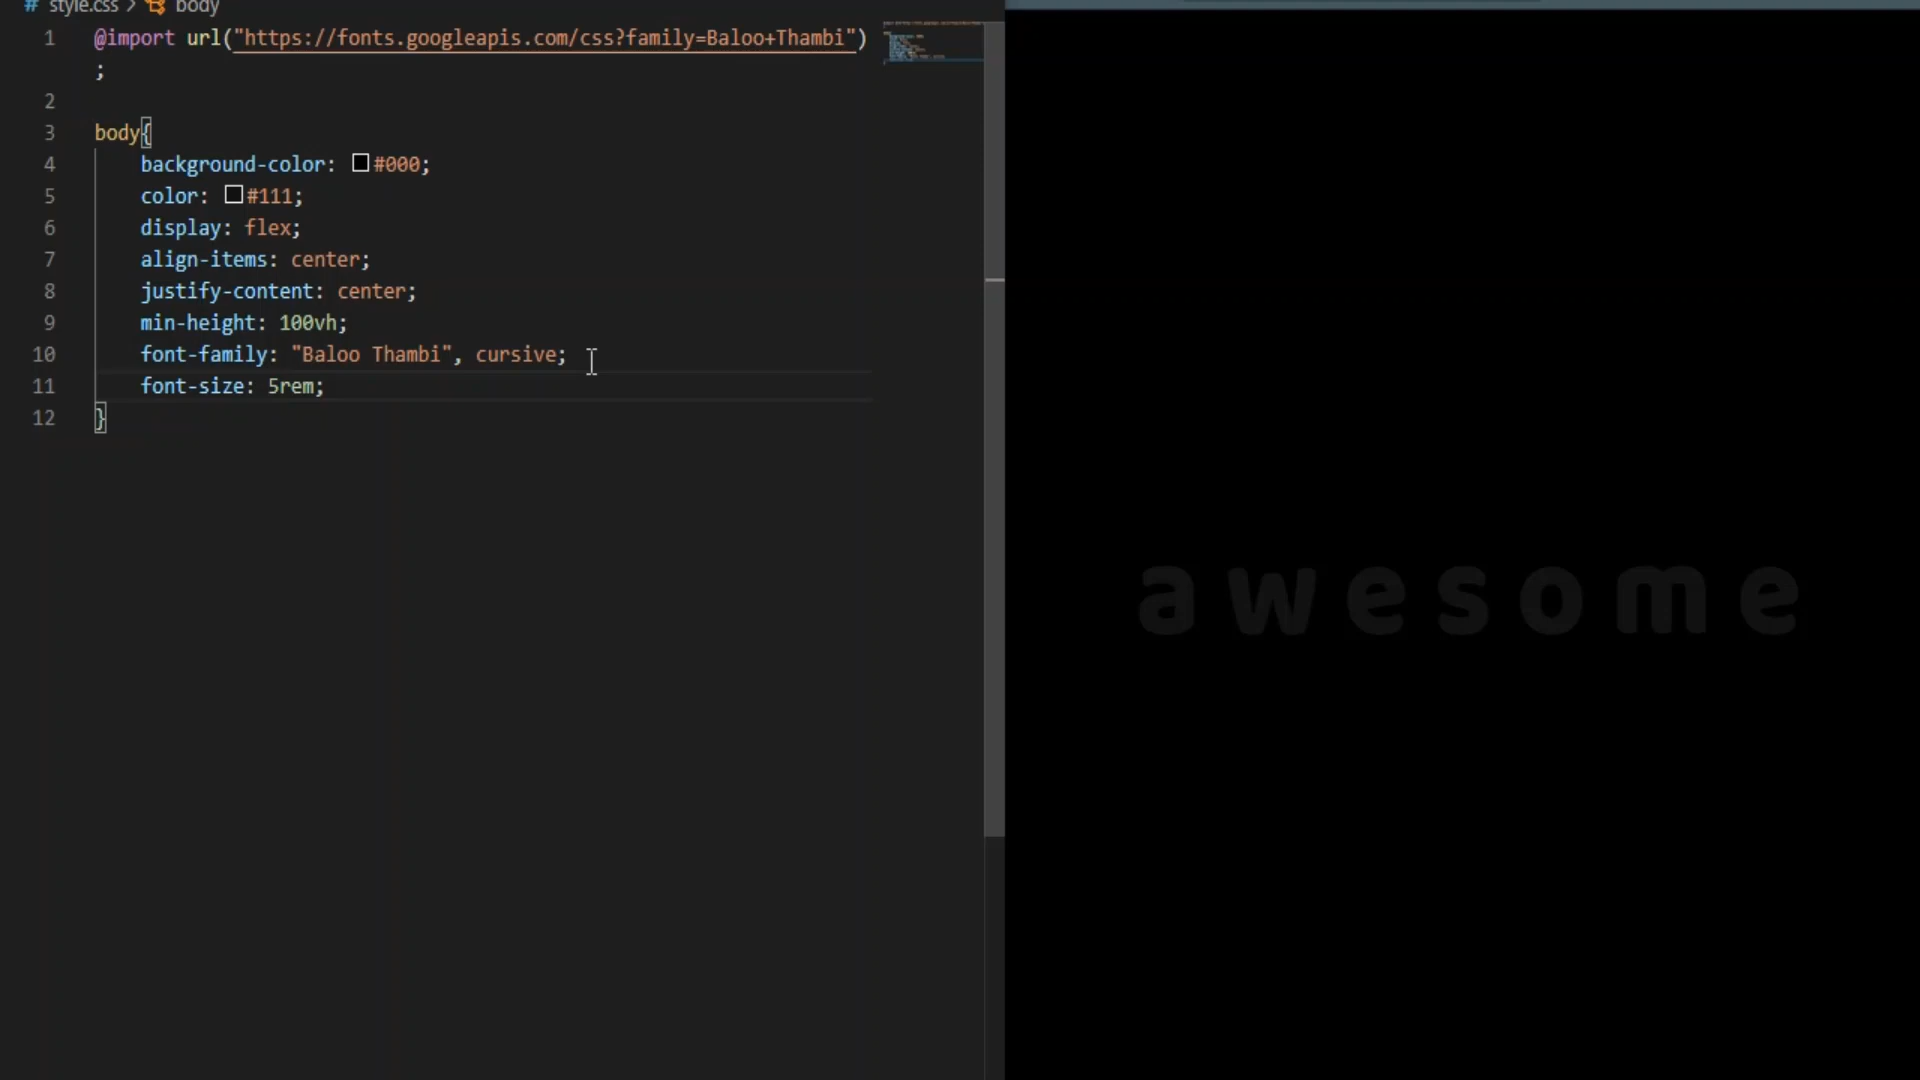 # style.css > body
1 @import url("https://fonts.googleapis.com/css?family=Baloo+Thambi")
;
2
3 body{
4 background-color: #000;
5 color: #111;
6 display: flex;
7 align-items: center;
8 justify-content: center;
9 min-height: 100vh;
10 font-family: "Baloo Thambi", cursive;
11 font-size: 5rem;
12 }
a w e s o m e